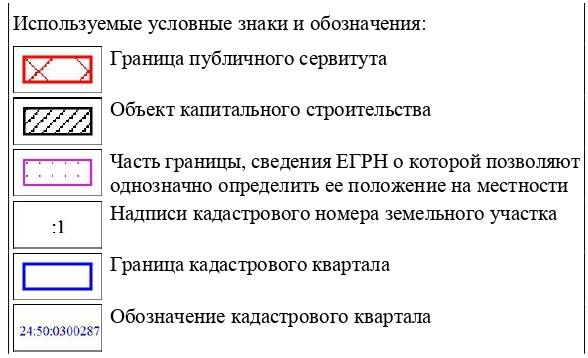 Используемые условные знаки и обозначения:
Граница публичного сервитута
Объект капитального строительства
Часть границы, сведения ЕГРН о которой позволяют
однозначно определить ее положение на местности
:1
Надписи кадастрового номера земельного участка
Граница кадастрового квартала
24:50:0300287
Обозначение кадастрового квартала